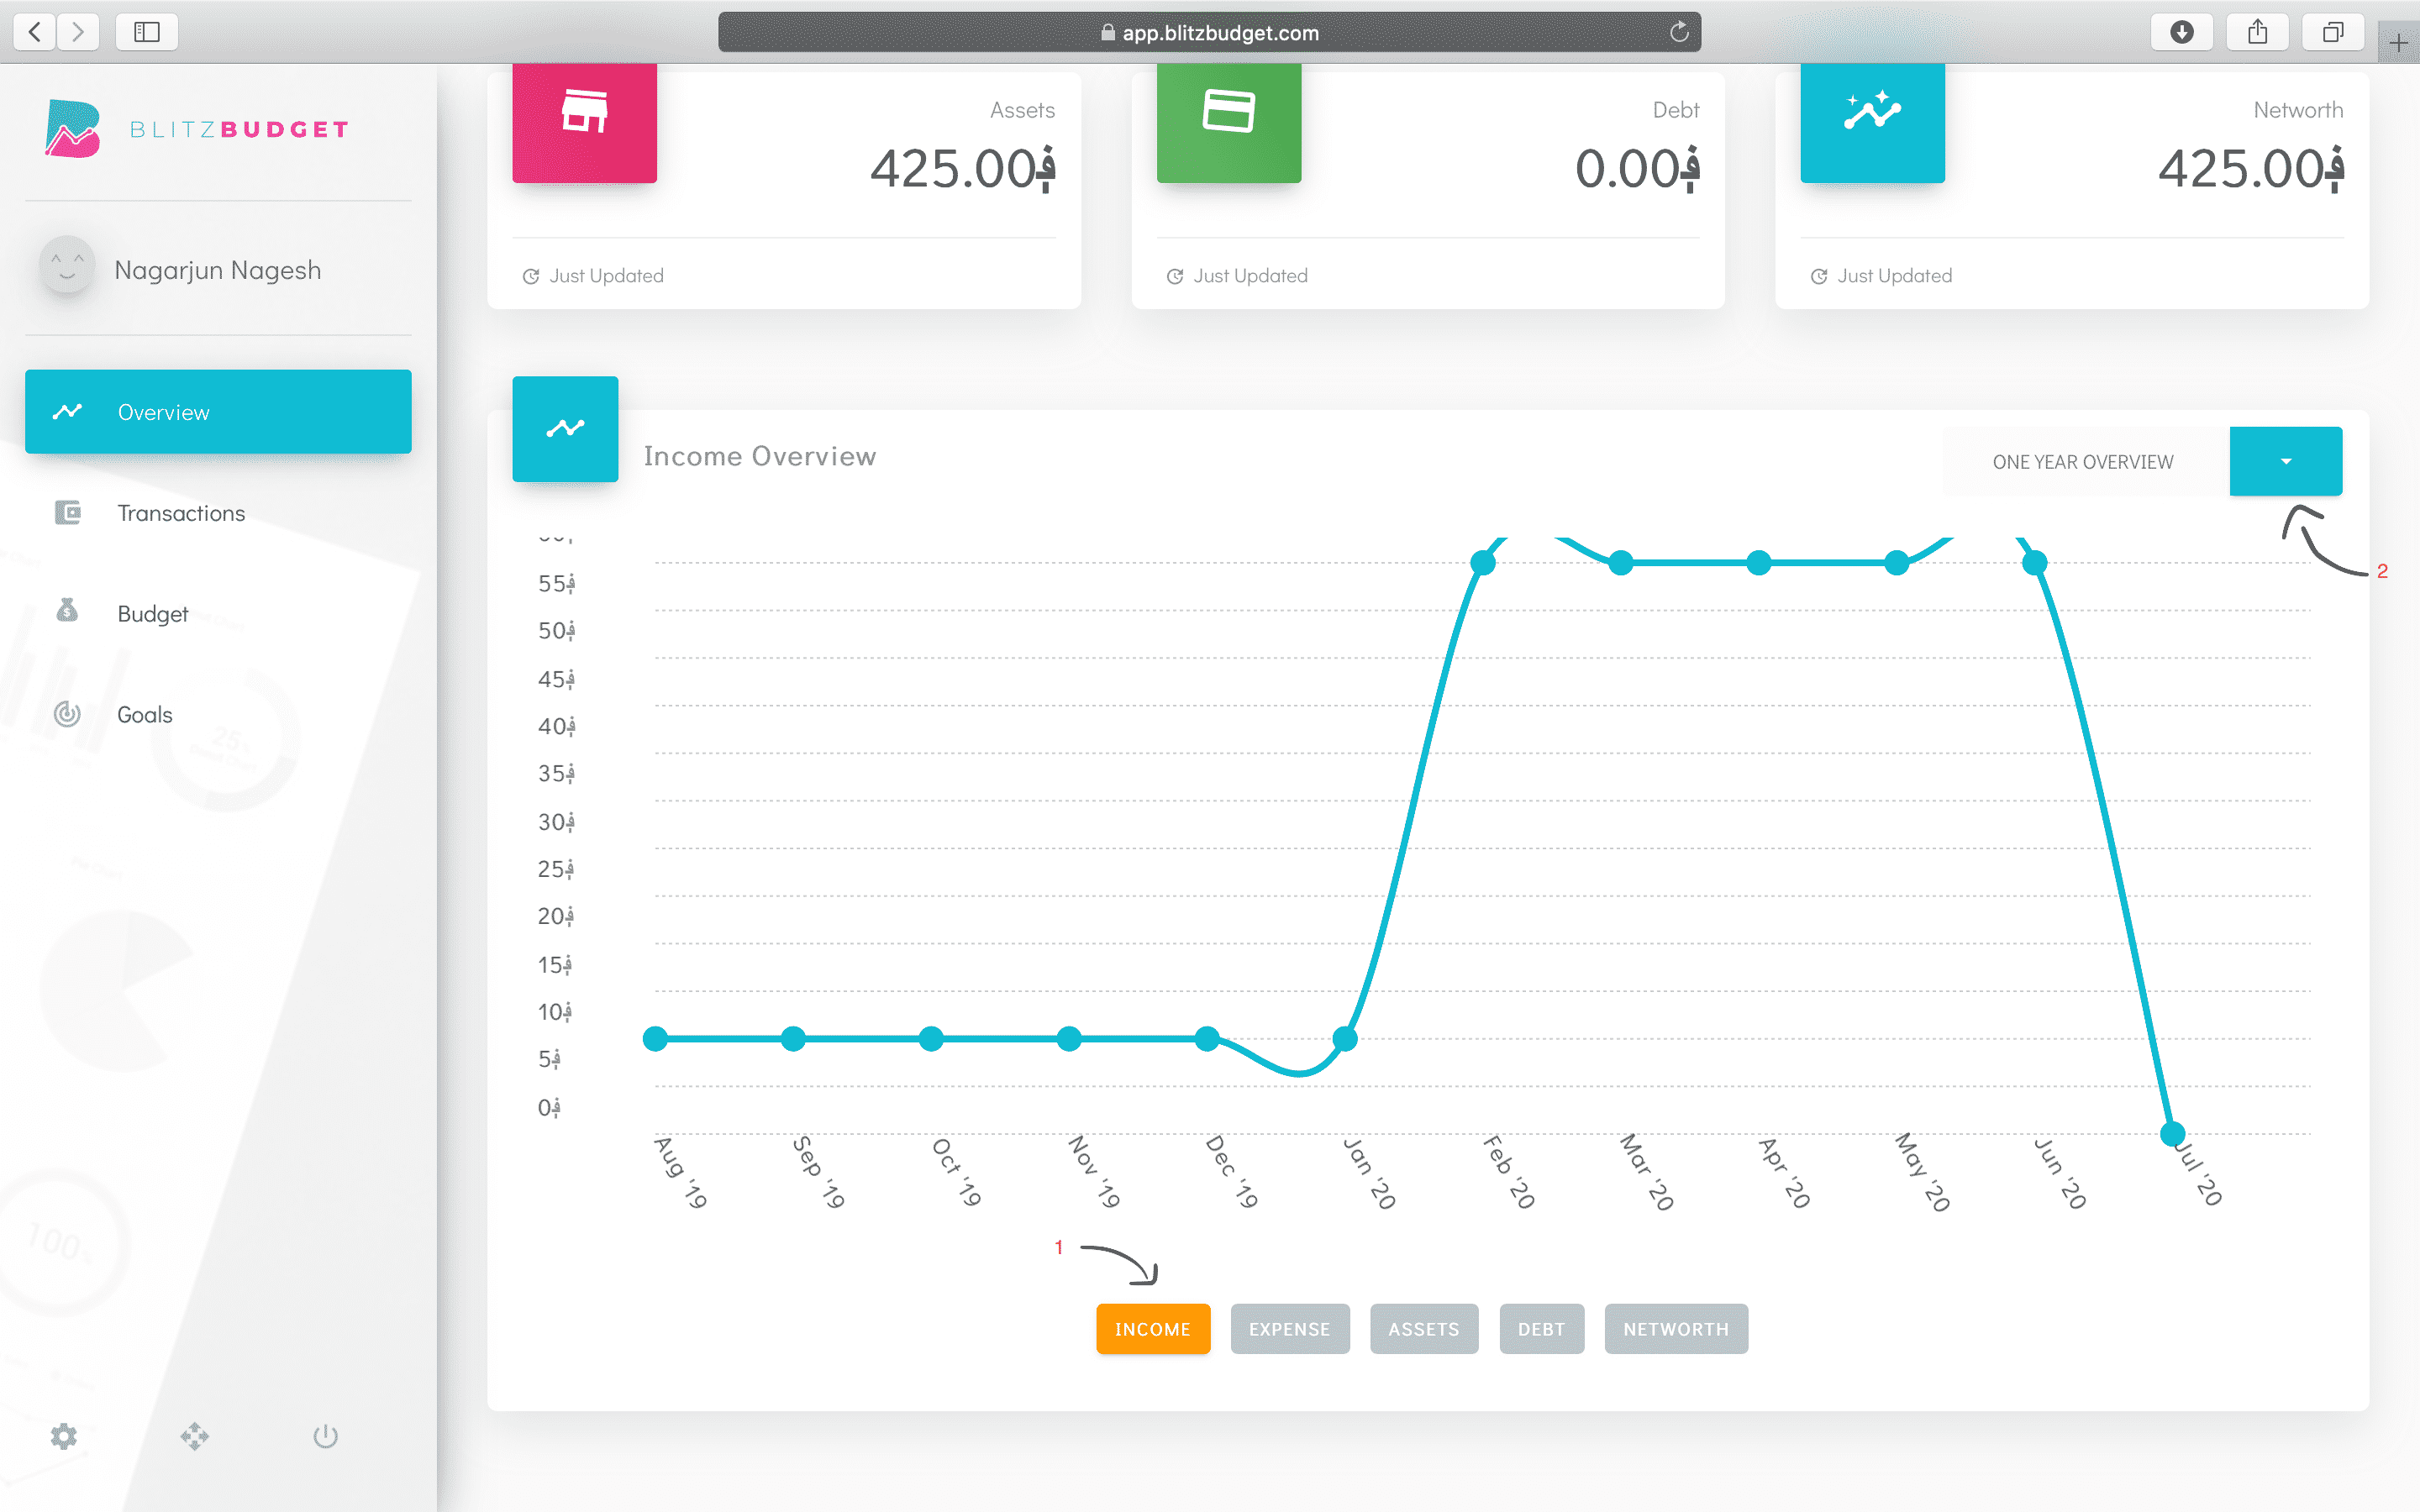 app.blitzbudget.com
BLITZBUDGET
Nagarjun Nagesh
Overview
Transactions
Budget
Goals
Assets
425.00؋
Just Updated
Debt
0.00؋
Just Updated
Networth
425.00؋
Just Updated
Income Overview
ONE YEAR OVERVIEW
2
55؋
50؋
45؋
40؋
35؋
30؋
25؋
20؋
15؋
10؋
5؋
0؋
Aug '19
Sep '19
Oct '19
Nov '19
Dec '19
Jan '20
Feb '20
Mar '20
Apr '20
May '20
Jun '20
Jul '20
1
INCOME
EXPENSE
ASSETS
DEBT
NETWORTH
25%
100%